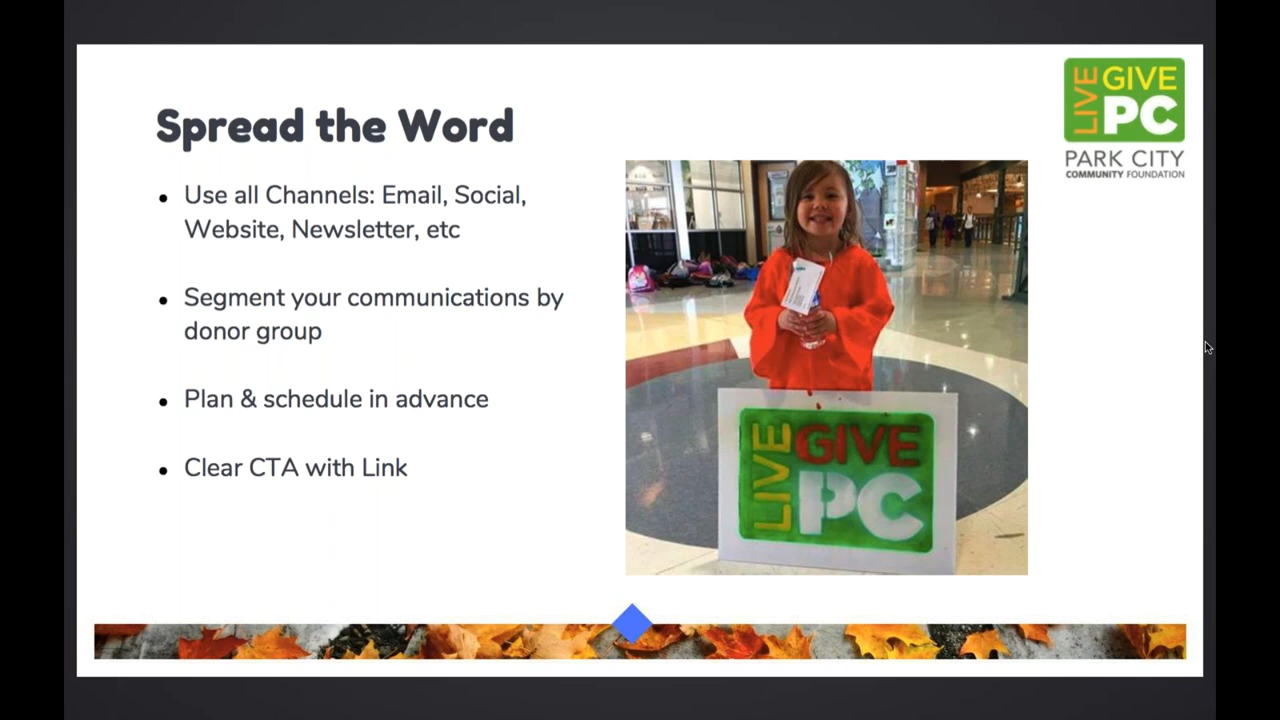 Spread the Word
Use all Channels: Email, Social,
Website, Newsletter, etc
Segment your communications by
donor group
Plan & schedule in advance
Clear CTA with Link
LIVE
GIVE
PC
PARK CITY
COMMUNITY FOUNDATION
LIVE
GIVE
PC